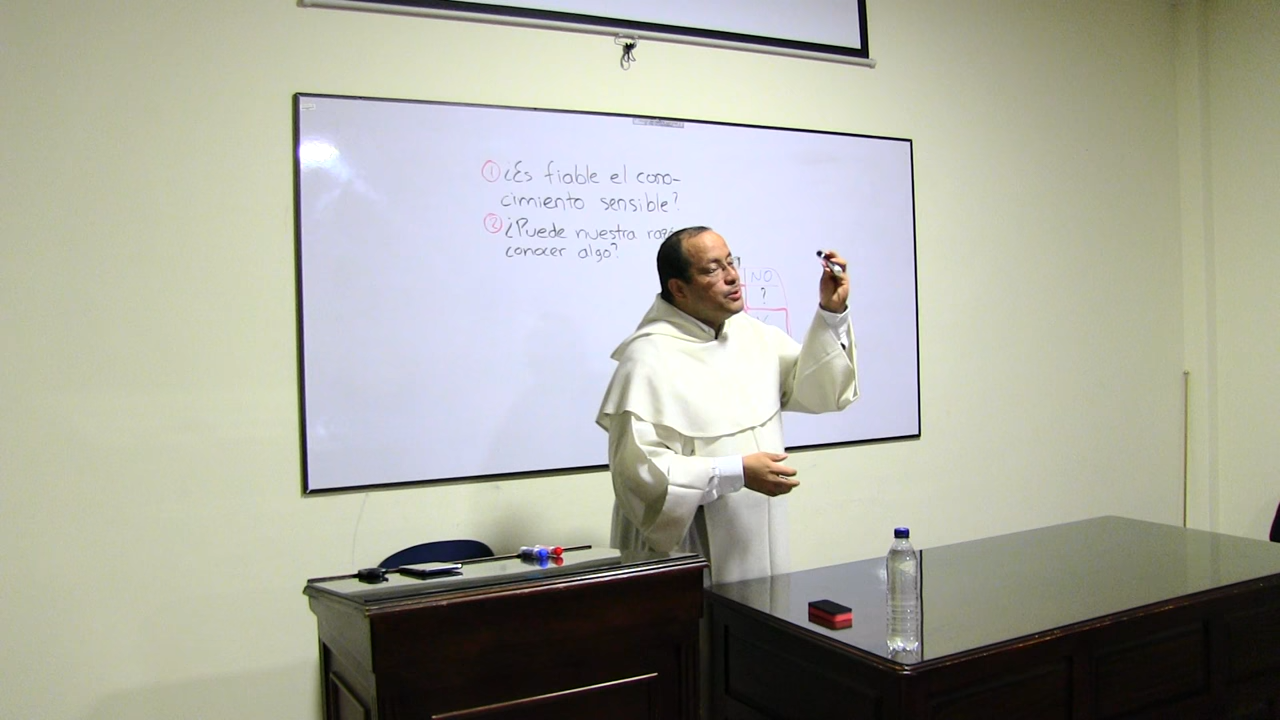 ① ¿Es fiable el cono-
cimiento sensible?
② ¿Puede nuestra
conocer algo?
NO
?